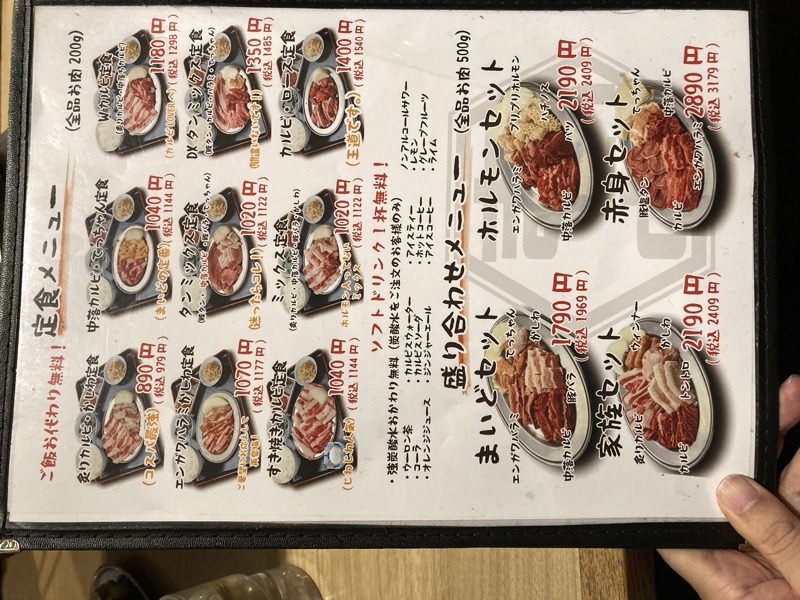 ご飯お代わり無料！
定食メニュー
(全品お肉 200g)
炙りカルビ・かしわ定食
(コスパ最強)
890円
(税込 979円)
中落カルビ・てっちゃん定食
(まいどの定番)
1040円
(税込 1144円)
Wカルビ定食
(炙りカルビ・中落ちカルビ)
(カルビLOVERへ)
1180円
(税込 1298円)
エンガワハラミかしわ定食
ご要望にお応えして
再登場！
1070円
(税込 1177円)
タンミックス定食
(豚タン・中落カルビ・豚バラ・てっちゃん)
(迷ったらコレ！)
1020円
(税込 1122円)
DXタンミックス定食
(豚タン・カルビ・ハラミ・てっちゃん)
(間違いないです！)
1350円
(税込 1485円)
すき焼きカルビ定食
(じわじわ人気)
1040円
(税込 1144円)
ミックス定食
(炙りカルビ・中落カルビ・豚バラ・かしわ)
ホルモン入ってない
ミックス
1020円
(税込 1122円)
カルビ・ロース定食
(王道です。)
1400円
(税込 1540円)
ソフトドリンク1杯無料！
・強炭酸水おかわり無料（炭酸水をご注文のお客様のみ）
・ウーロン茶
・コーラ
・オレンジジュース
・カルピスウォーター
・カルピスソーダ
・ジンジャーエール
・アイスティー
・ホットコーヒー
・アイスコーヒー
ノンアルコールサワー
・レモン
・グレープフルーツ
・ライム
盛り合わせメニュー
(全品お肉 500g)
まいどセット
エンガワハラミ
てっちゃん
かしわ
中落カルビ
豚バラ
1790円
(税込 1969円)
ホルモンセット
エンガワハラミ
プリプリホルモン
ハチノス
中落カルビ
ハツ
2190円
(税込 2409円)
家族セット
炙りカルビ
ウィンナー
かしわ
カルビ
トントロ
2190円
(税込 2409円)
赤身セット
豚塩タン
てっちゃん
中落カルビ
カルビ
エンガワハラミ
2890円
(税込 3179円)